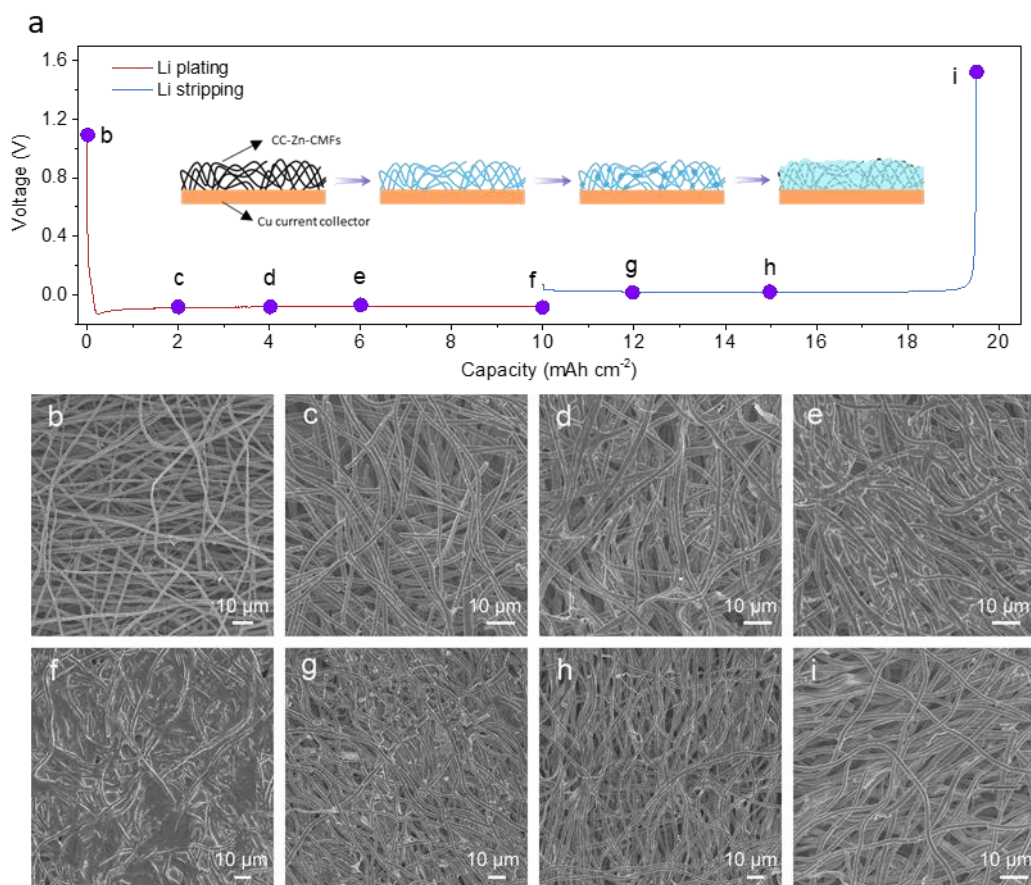 a
1.6
1.2
0.8
0.4
0.0
Voltage (V)
Li plating
Li stripping
b
c
d
e
f
g
h
i
CC-Zn-CMFs
Cu current collector
0 2 4 6 8 10 12 14 16 18 20
Capacity (mAh cm⁻²)
b
10 µm
c
10 µm
d
10 µm
e
10 µm
f
10 µm
g
10 µm
h
10 µm
i
10 µm